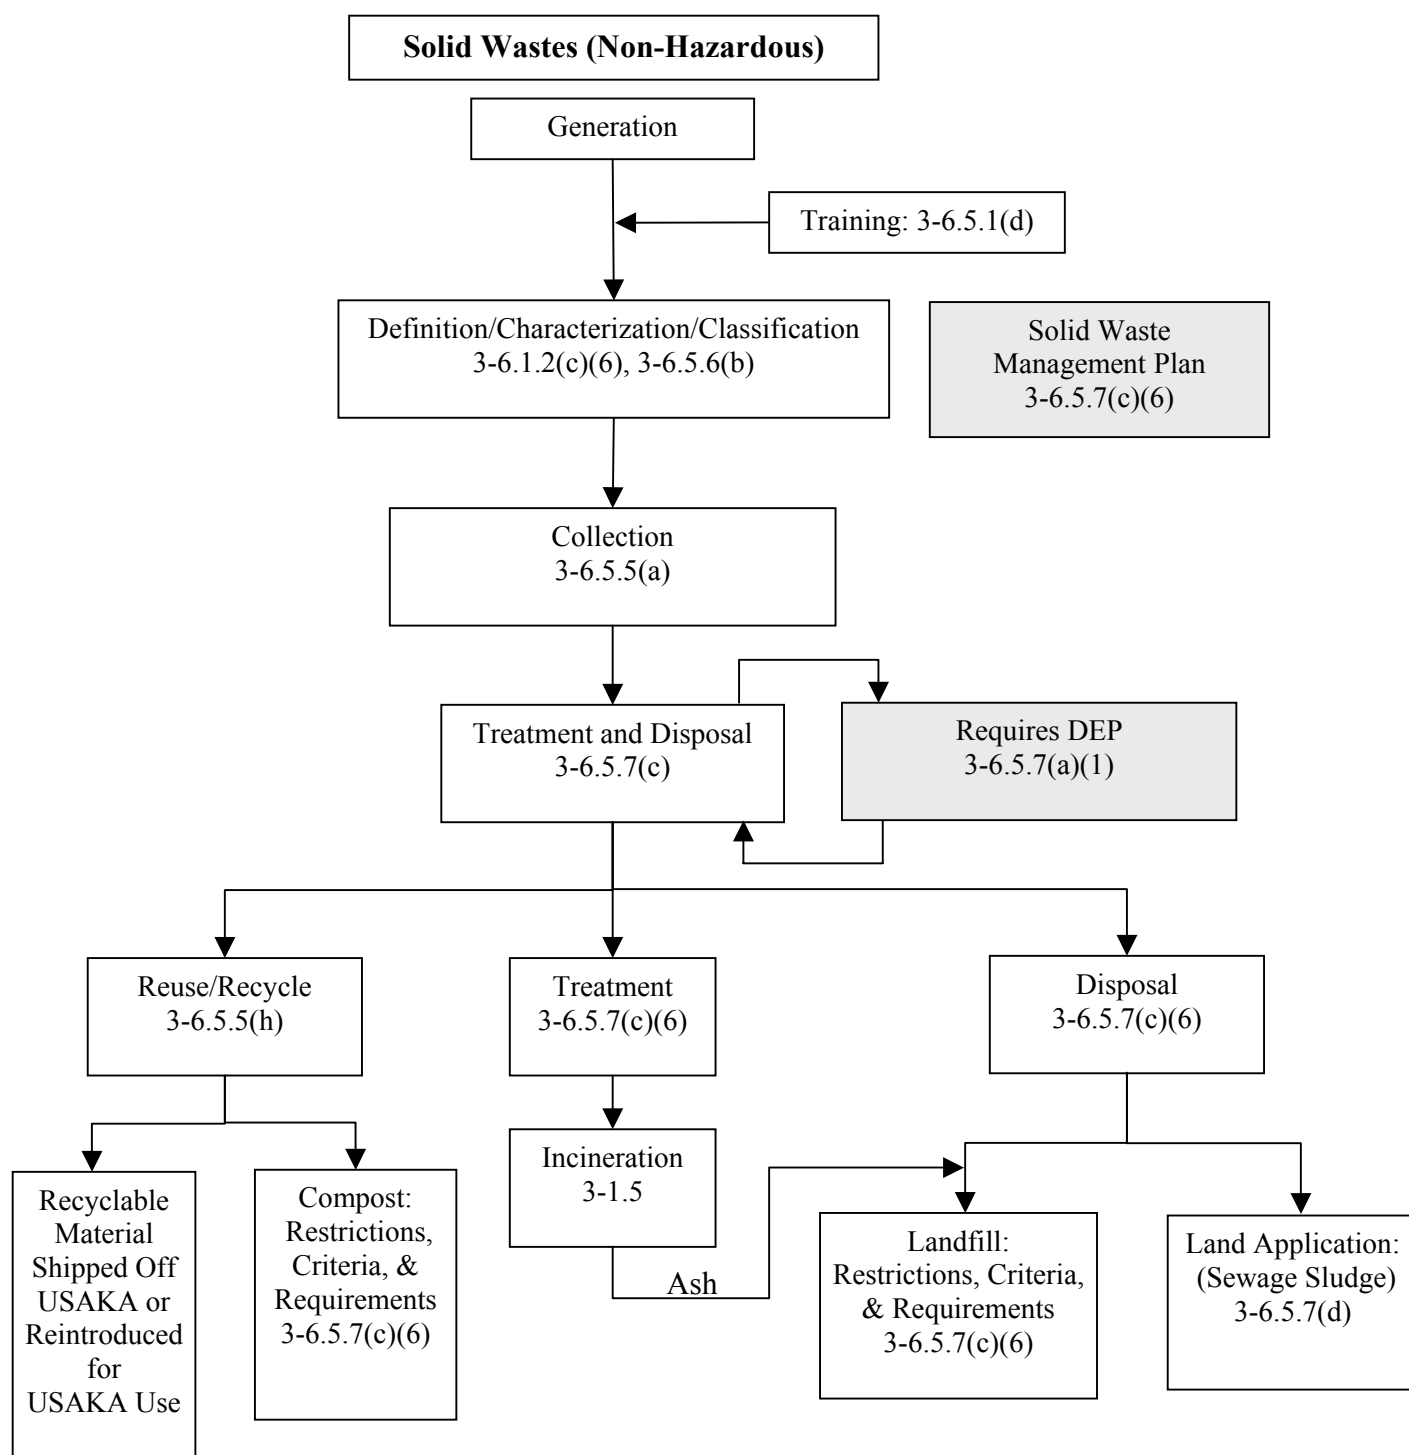 Solid Wastes (Non-Hazardous)
Generation
Training: 3-6.5.1(d)
Definition/Characterization/Classification
3-6.1.2(c)(6), 3-6.5.6(b)
Solid Waste
Management Plan
3-6.5.7(c)(6)
Collection
3-6.5.5(a)
Treatment and Disposal
3-6.5.7(c)
Requires DEP
3-6.5.7(a)(1)
Reuse/Recycle
3-6.5.5(h)
Treatment
3-6.5.7(c)(6)
Disposal
3-6.5.7(c)(6)
Recyclable
Material
Shipped Off
USAKA or
Reintroduced
for
USAKA Use
Compost:
Restrictions,
Criteria, &
Requirements
3-6.5.7(c)(6)
Incineration
3-1.5
Ash
Landfill:
Restrictions, Criteria,
& Requirements
3-6.5.7(c)(6)
Land Application:
(Sewage Sludge)
3-6.5.7(d)